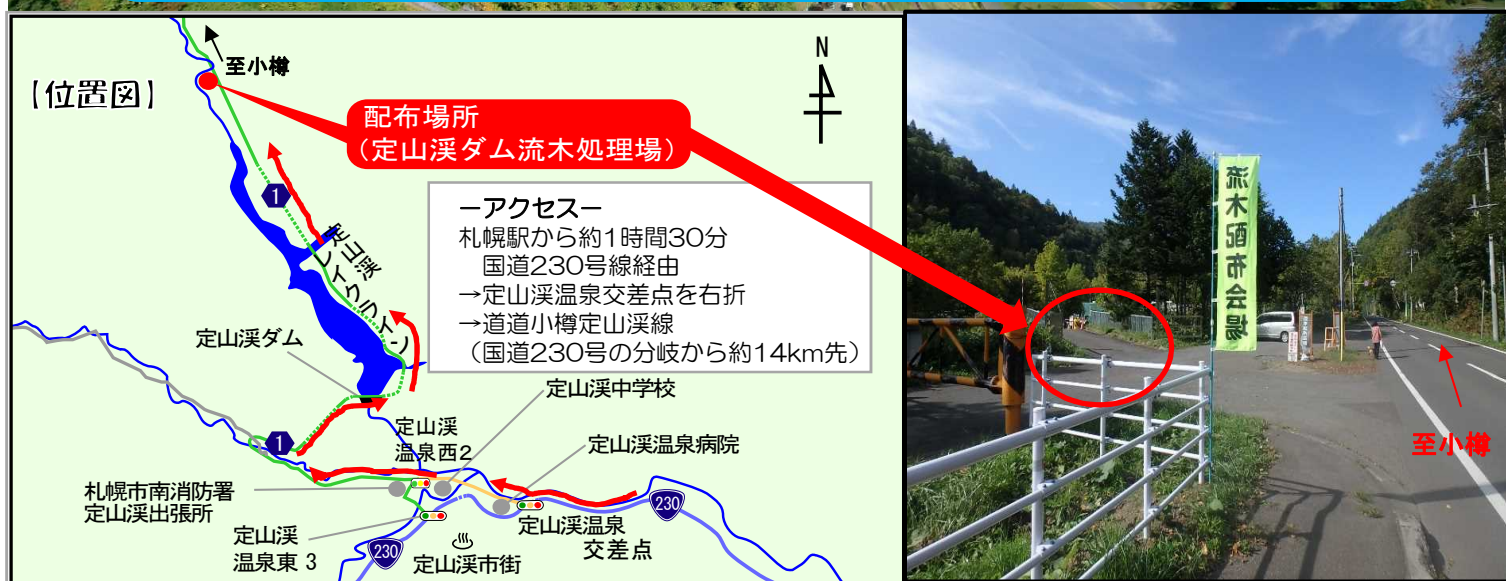 【位置図】
至小樽
N
配布場所
（定山渓ダム流木処理場）
1
定山渓レイクライン
－アクセス－
札幌駅から約1時間30分
国道230号線経由
→定山渓温泉交差点を右折
→道道小樽定山渓線
（国道230号の分岐から約14km先）
定山渓ダム
定山渓中学校
1
定山渓
温泉西2
定山渓温泉病院
札幌市南消防署
定山渓出張所
230
定山渓温泉
交差点
定山渓
温泉東3
230
定山渓市街
流木配布会場
至小樽